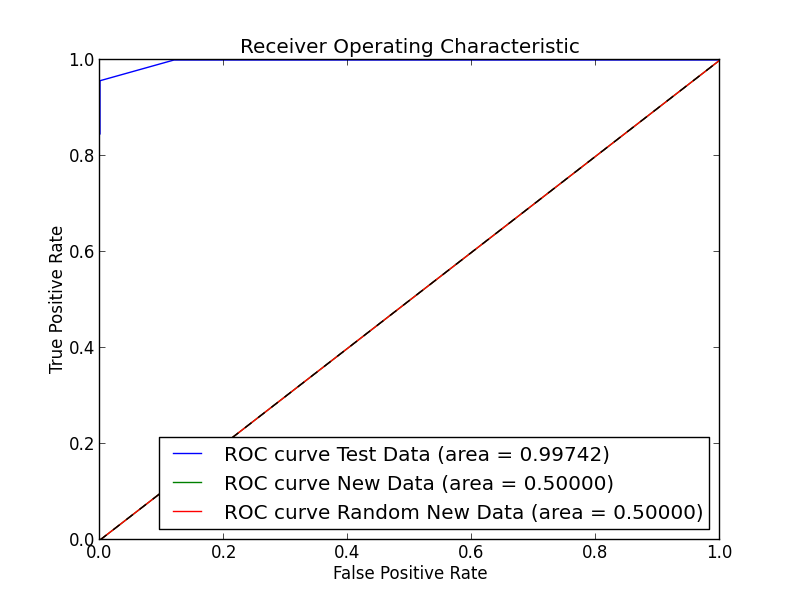 Receiver Operating Characteristic
1.0
0.8
0.6
0.4
0.2
0.0
True Positive Rate
ROC curve Test Data (area = 0.99742)
ROC curve New Data (area = 0.50000)
ROC curve Random New Data (area = 0.50000)
0.0 0.2 0.4 0.6 0.8 1.0
False Positive Rate